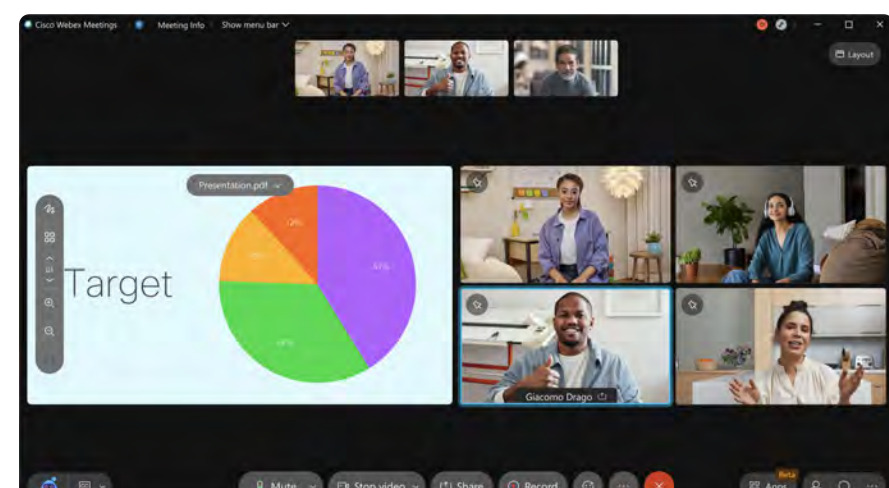 Cisco Webex Meetings Meeting Info Show menu bar
Layout
Presentation.pdf
Target
Giacomo Drago
Mute Stop video Share Record Apps
Beta